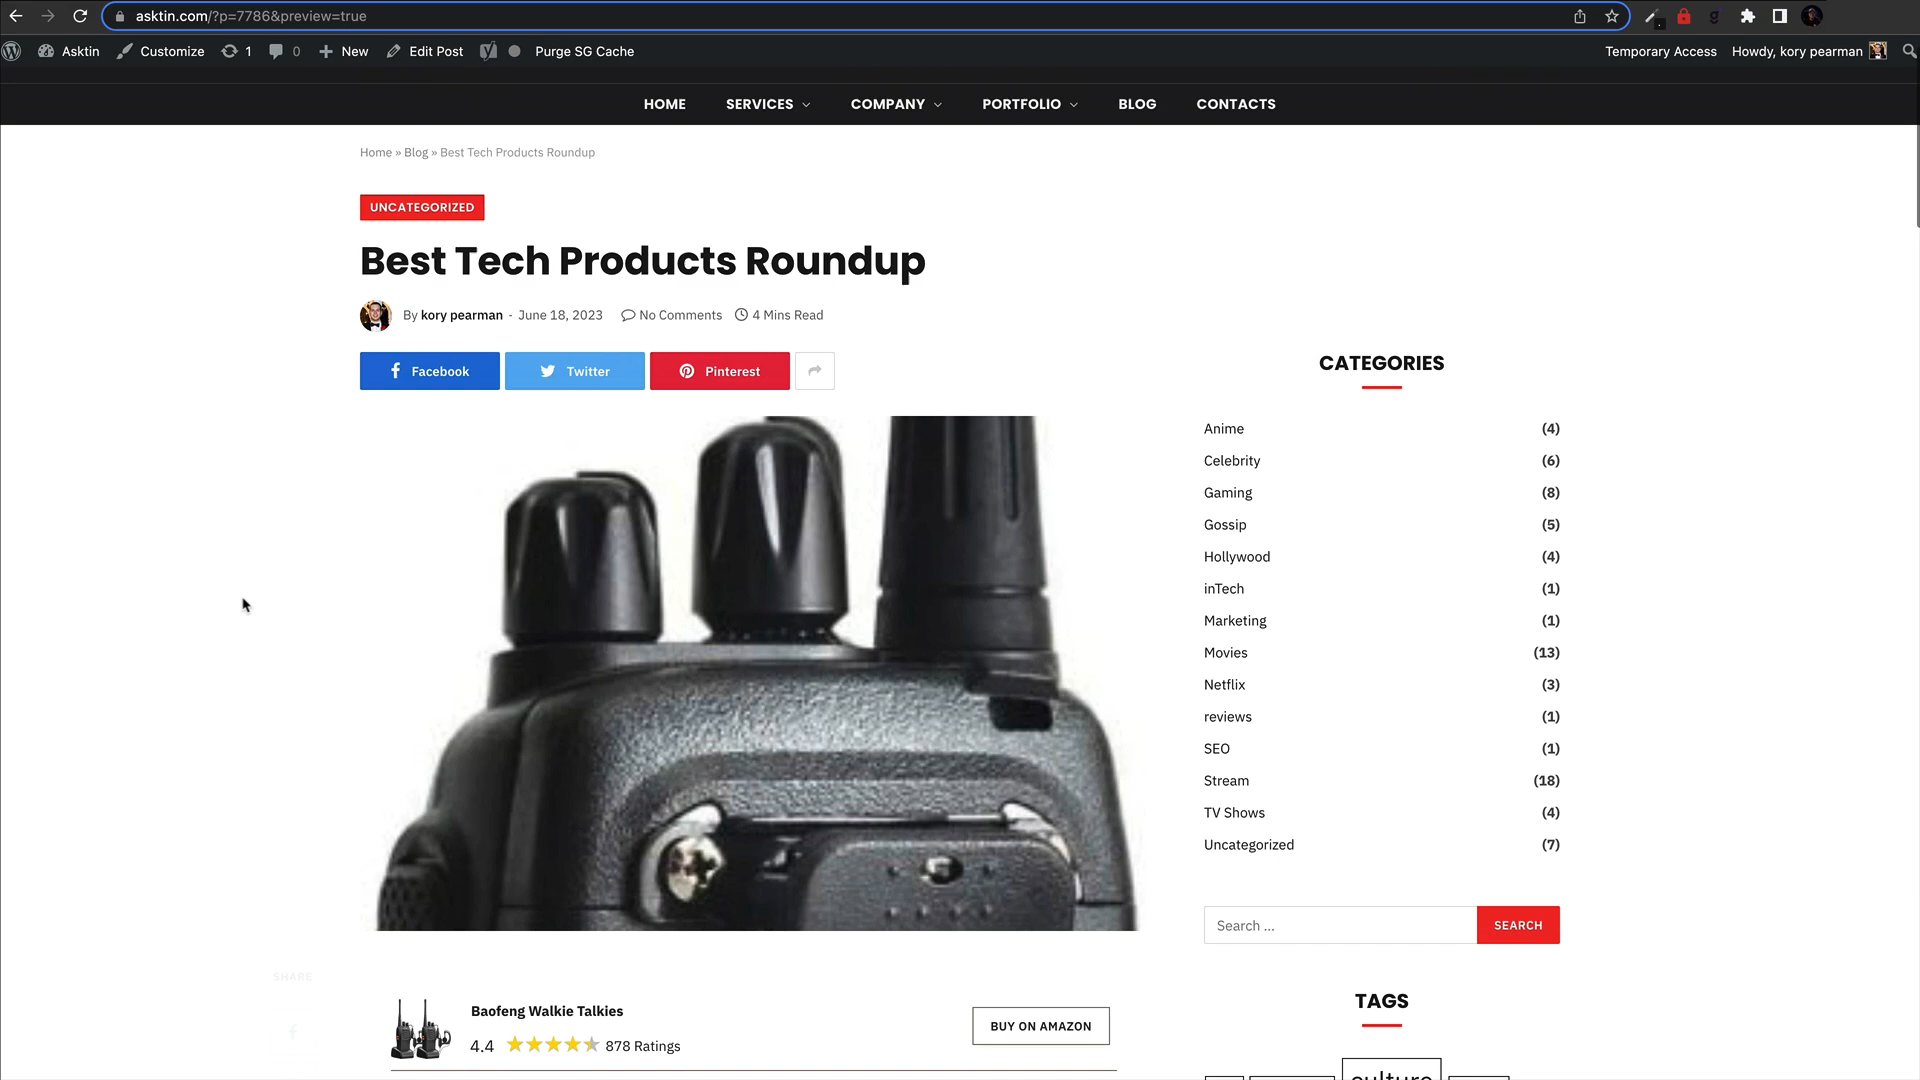 asktin.com/?p=7786&preview=true
Asktin Customize 1 0 New Edit Post Purge SG Cache Temporary Access Howdy, kory pearman
HOME SERVICES COMPANY PORTFOLIO BLOG CONTACTS
Home » Blog » Best Tech Products Roundup
UNCATEGORIZED
Best Tech Products Roundup
By kory pearman - June 18, 2023 No Comments 4 Mins Read
Facebook Twitter Pinterest
CATEGORIES
Anime (4)
Celebrity (6)
Gaming (8)
Gossip (5)
Hollywood (4)
inTech (1)
Marketing (1)
Movies (13)
Netflix (3)
reviews (1)
SEO (1)
Stream (18)
TV Shows (4)
Uncategorized (7)
Search ... SEARCH
SHARE
Baofeng Walkie Talkies
4.4 878 Ratings
BUY ON AMAZON
TAGS
culture